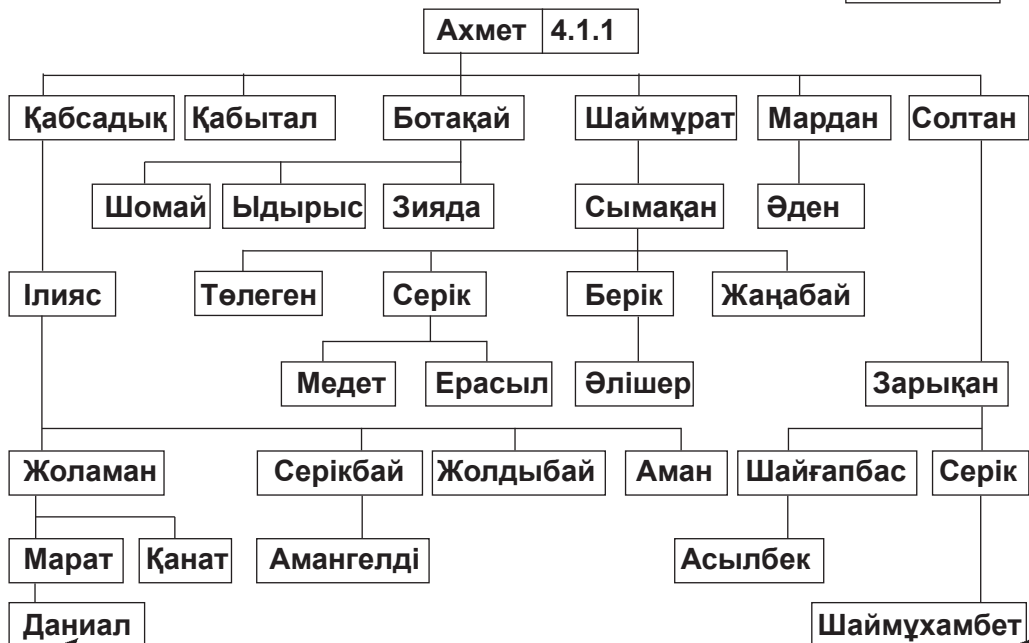 Ахмет 4.1.1
Қабсадық Қабытал Ботақай Шаймұрат Мардан Солтан
Шомай Ыдырыс Зияда Сымақан Әден
Ілияс Төлеген Серік Берік Жаңабай
Медет Ерасыл Әлішер Зарықан
Жоламан Серікбай Жолдыбай Аман Шайғапбас Серік
Марат Қанат Амангелді Асылбек
Даниал Шаймұхамбет